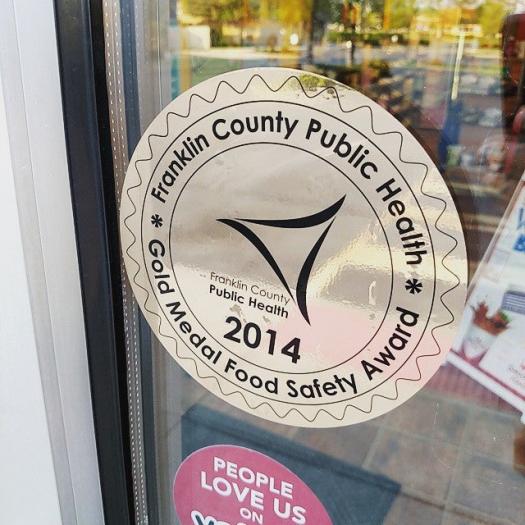 Franklin County Public Health
* Gold Medal Food Safety Award *
Franklin County
Public Health
2014
PEOPLE
LOVE US
ON